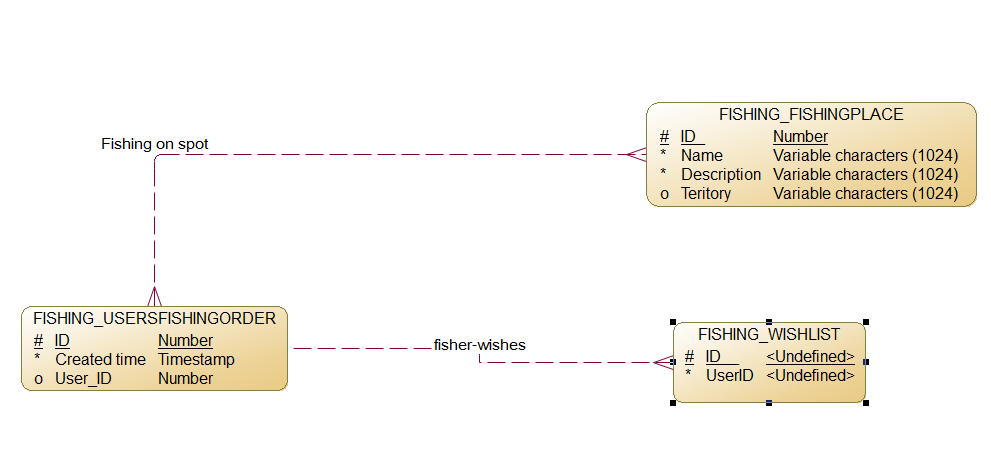 FISHING_FISHINGPLACE
# ID Number
* Name Variable characters (1024)
* Description Variable characters (1024)
o Teritory Variable characters (1024)
Fishing on spot
FISHING_USERSFISHINGORDER
# ID Number
* Created time Timestamp
o User_ID Number
fisher-wishes
FISHING_WISHLIST
# ID <Undefined>
* UserID <Undefined>